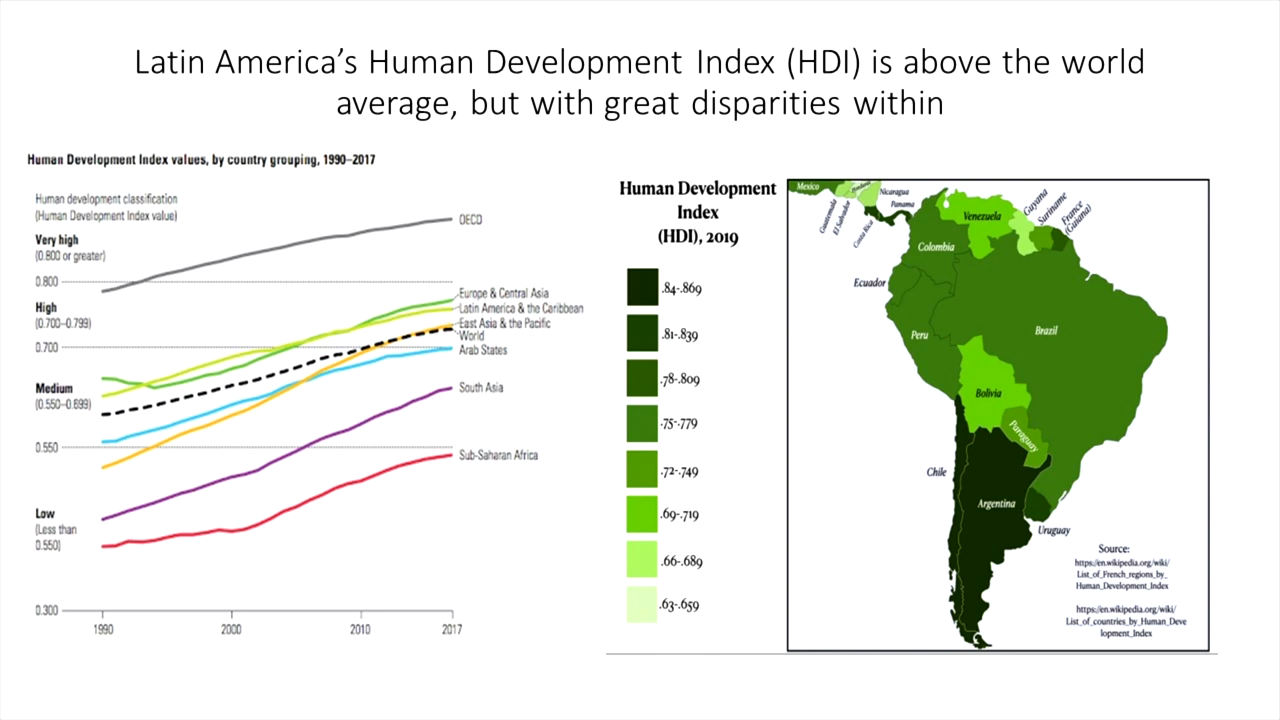 Latin America’s Human Development Index (HDI) is above the world
average, but with great disparities within
Human Development Index values, by country grouping, 1990–2017
Human development classification
(Human Development Index value)
Very high
(0.800 or greater)
0.800
High
(0.700–0.799)
0.700
Medium
(0.550–0.699)
0.550
Low
(Less than
0.550)
0.300
1990
2000
2010
2017
OECD
Europe & Central Asia
Latin America & the Caribbean
East Asia & the Pacific
World
Arab States
South Asia
Sub-Saharan Africa
Human Development
Index
(HDI), 2019
.84-.869
.81-.839
.78-.809
.75-.779
.72-.749
.69-.719
.66-.689
.63-.659
Mexico
Guatemala
El Salvador
Nicaragua
Costa Rica
Panama
Venezuela
Guyana
Suriname
France
(Guiana)
Colombia
Ecuador
Peru
Brazil
Bolivia
Paraguay
Chile
Argentina
Uruguay
Source:
https://en.wikipedia.org/wiki/
List_of_French_regions_by_
Human_Development_Index
https://en.wikipedia.org/wiki/
List_of_countries_by_Human_Deve
lopment_Index